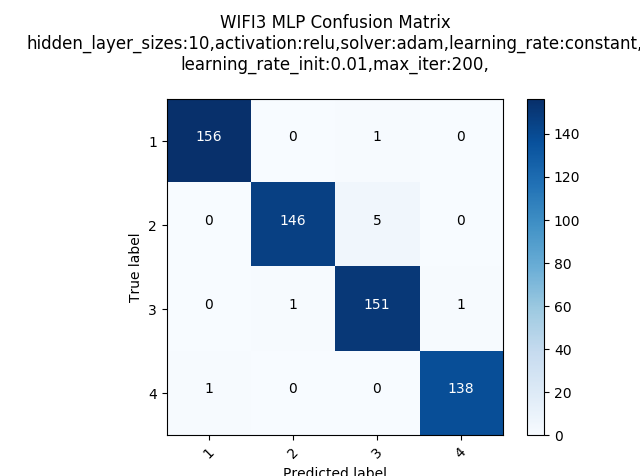 WIFI3 MLP Confusion Matrix
hidden_layer_sizes:10,activation:relu,solver:adam,learning_rate:constant,
learning_rate_init:0.01,max_iter:200,
1 156 0 1 0
2 0 146 5 0
3 0 1 151 1
4 1 0 0 138
True label
1 2 3 4
Predicted label
140
120
100
80
60
40
20
0